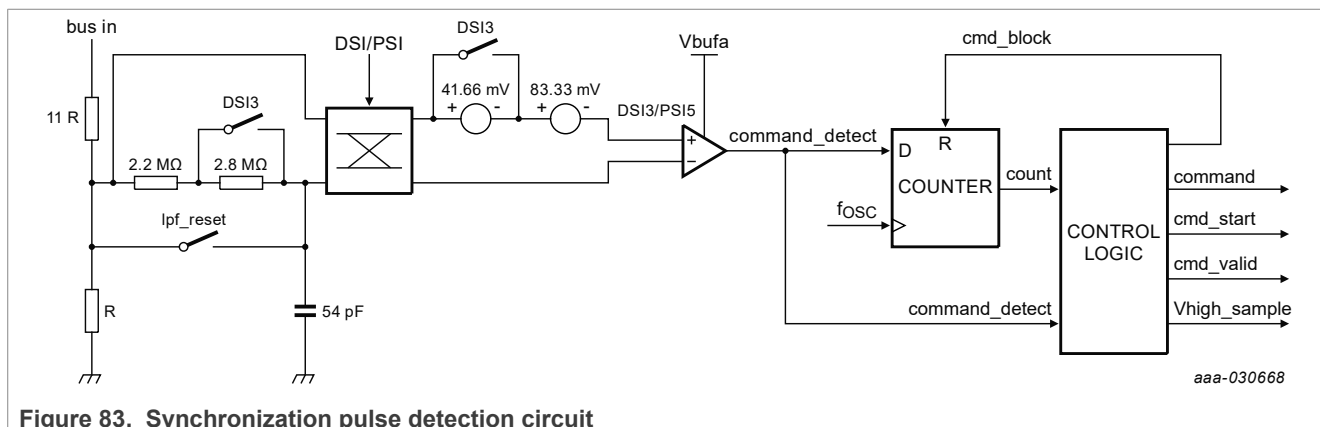 bus in
11 R
2.2 MΩ
DSI3
2.8 MΩ
lpf_reset
R
54 pF
DSI/PSI
DSI3
41.66 mV
83.33 mV
+ -
+ -
DSI3/PSI5
Vbufa
+
−
command_detect
cmd_block
D
R
COUNTER
fOSC
count
command_detect
CONTROL
LOGIC
command
cmd_start
cmd_valid
Vhigh_sample
aaa-030668
Figure 83. Synchronization pulse detection circuit